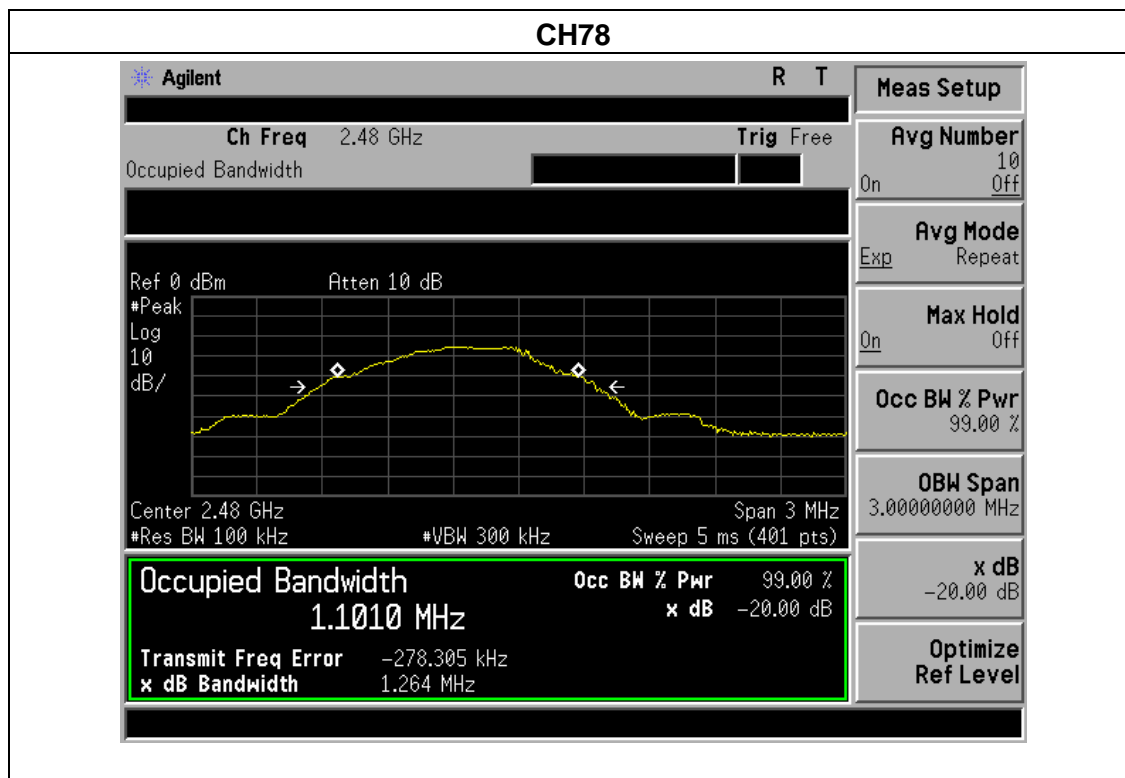 CH78
Agilent R T
Ch Freq 2.48 GHz Trig Free
Occupied Bandwidth
Ref 0 dBm Atten 10 dB
#Peak
Log
10
dB/
Center 2.48 GHz Span 3 MHz
#Res BW 100 kHz #VBW 300 kHz Sweep 5 ms (401 pts)
Occupied Bandwidth Occ BW % Pwr 99.00 %
1.1010 MHz x dB -20.00 dB
Transmit Freq Error -278.305 kHz
x dB Bandwidth 1.264 MHz
Meas Setup
Avg Number
10
On Off
Avg Mode
Exp Repeat
Max Hold
On Off
Occ BW % Pwr
99.00 %
OBW Span
3.00000000 MHz
x dB
-20.00 dB
Optimize
Ref Level